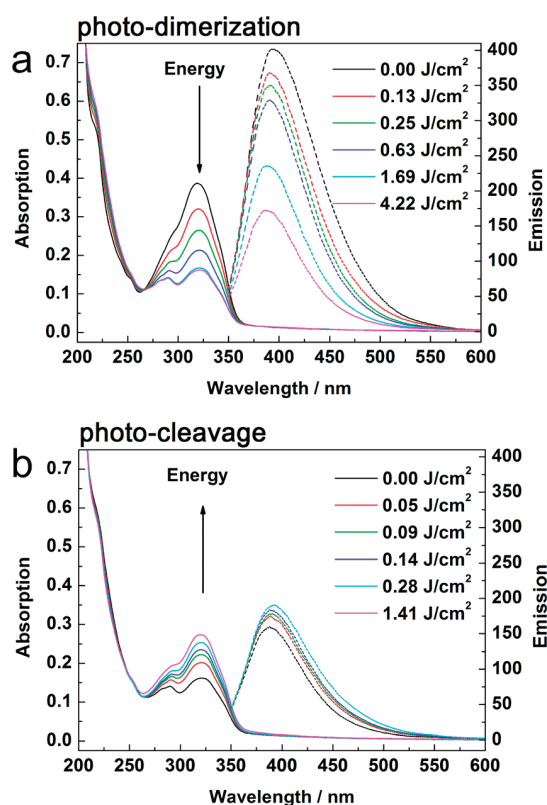 photo-dimerization
a
Energy
0.00 J/cm²
0.13 J/cm²
0.25 J/cm²
0.63 J/cm²
1.69 J/cm²
4.22 J/cm²
Absorption
Emission
0.7
0.6
0.5
0.4
0.3
0.2
0.1
0.0
400
350
300
250
200
150
100
50
0
200 250 300 350 400 450 500 550 600
Wavelength / nm
photo-cleavage
b
Energy
0.00 J/cm²
0.05 J/cm²
0.09 J/cm²
0.14 J/cm²
0.28 J/cm²
1.41 J/cm²
Absorption
Emission
0.7
0.6
0.5
0.4
0.3
0.2
0.1
0.0
400
350
300
250
200
150
100
50
0
200 250 300 350 400 450 500 550 600
Wavelength / nm